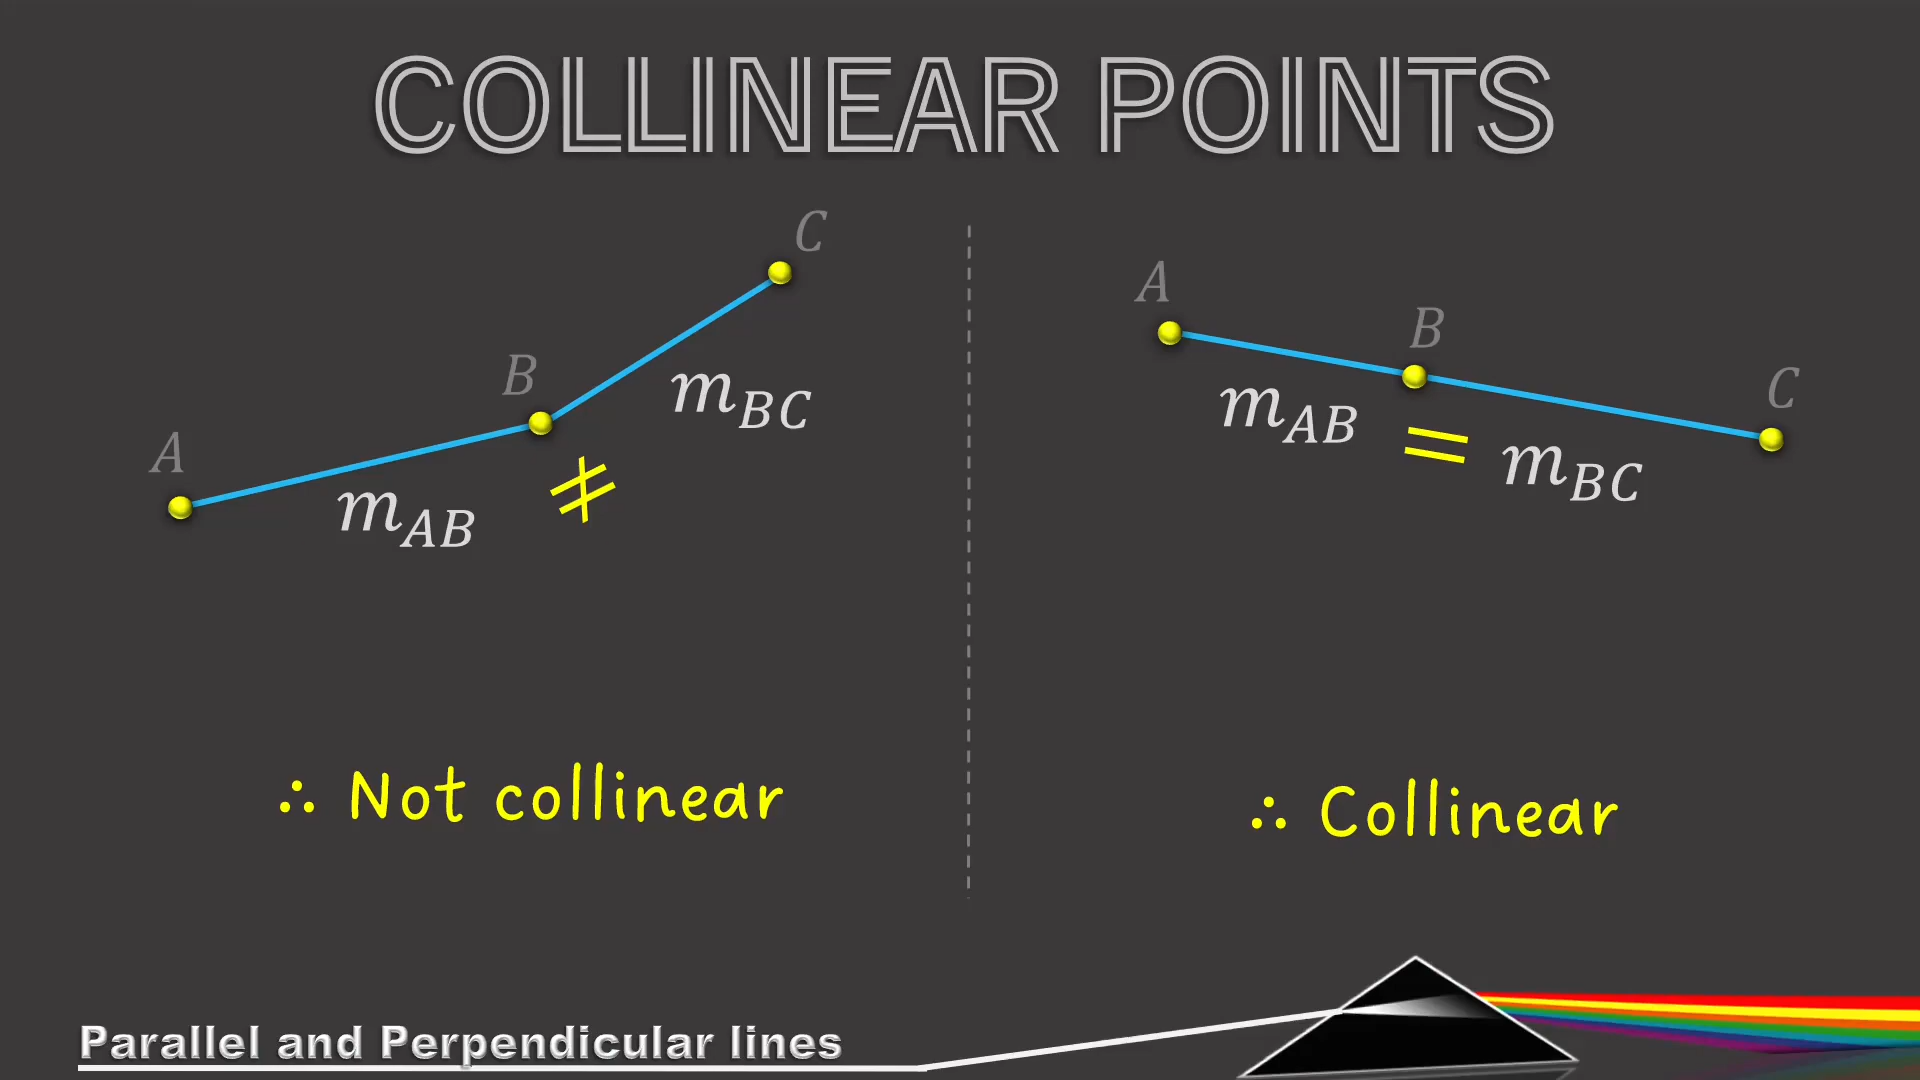 COLLINEAR POINTS
C
B
A
m_BC
m_AB ≠
∴ Not collinear
A
B
C
m_AB = m_BC
∴ Collinear
Parallel and Perpendicular lines